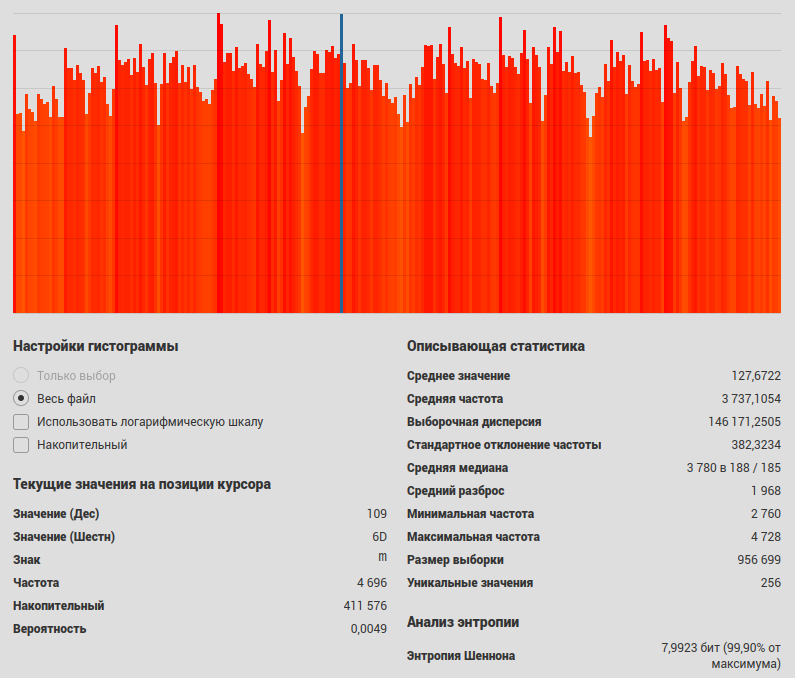 Настройки гистограммы
Только выбор
Весь файл
Использовать логарифмическую шкалу
Накопительный
Текущие значения на позиции курсора
Значение (Дес) 109
Значение (Шестн) 6D
Знак m
Частота 4 696
Накопительный 411 576
Вероятность 0,0049
Описывающая статистика
Среднее значение 127,6722
Средняя частота 3 737,1054
Выборочная дисперсия 146 171,2505
Стандартное отклонение частоты 382,3234
Средняя медиана 3 780 в 188 / 185
Средний разброс 1 968
Минимальная частота 2 760
Максимальная частота 4 728
Размер выборки 956 699
Уникальные значения 256
Анализ энтропии
Энтропия Шеннона 7,9923 бит (99,90% от
максимума)